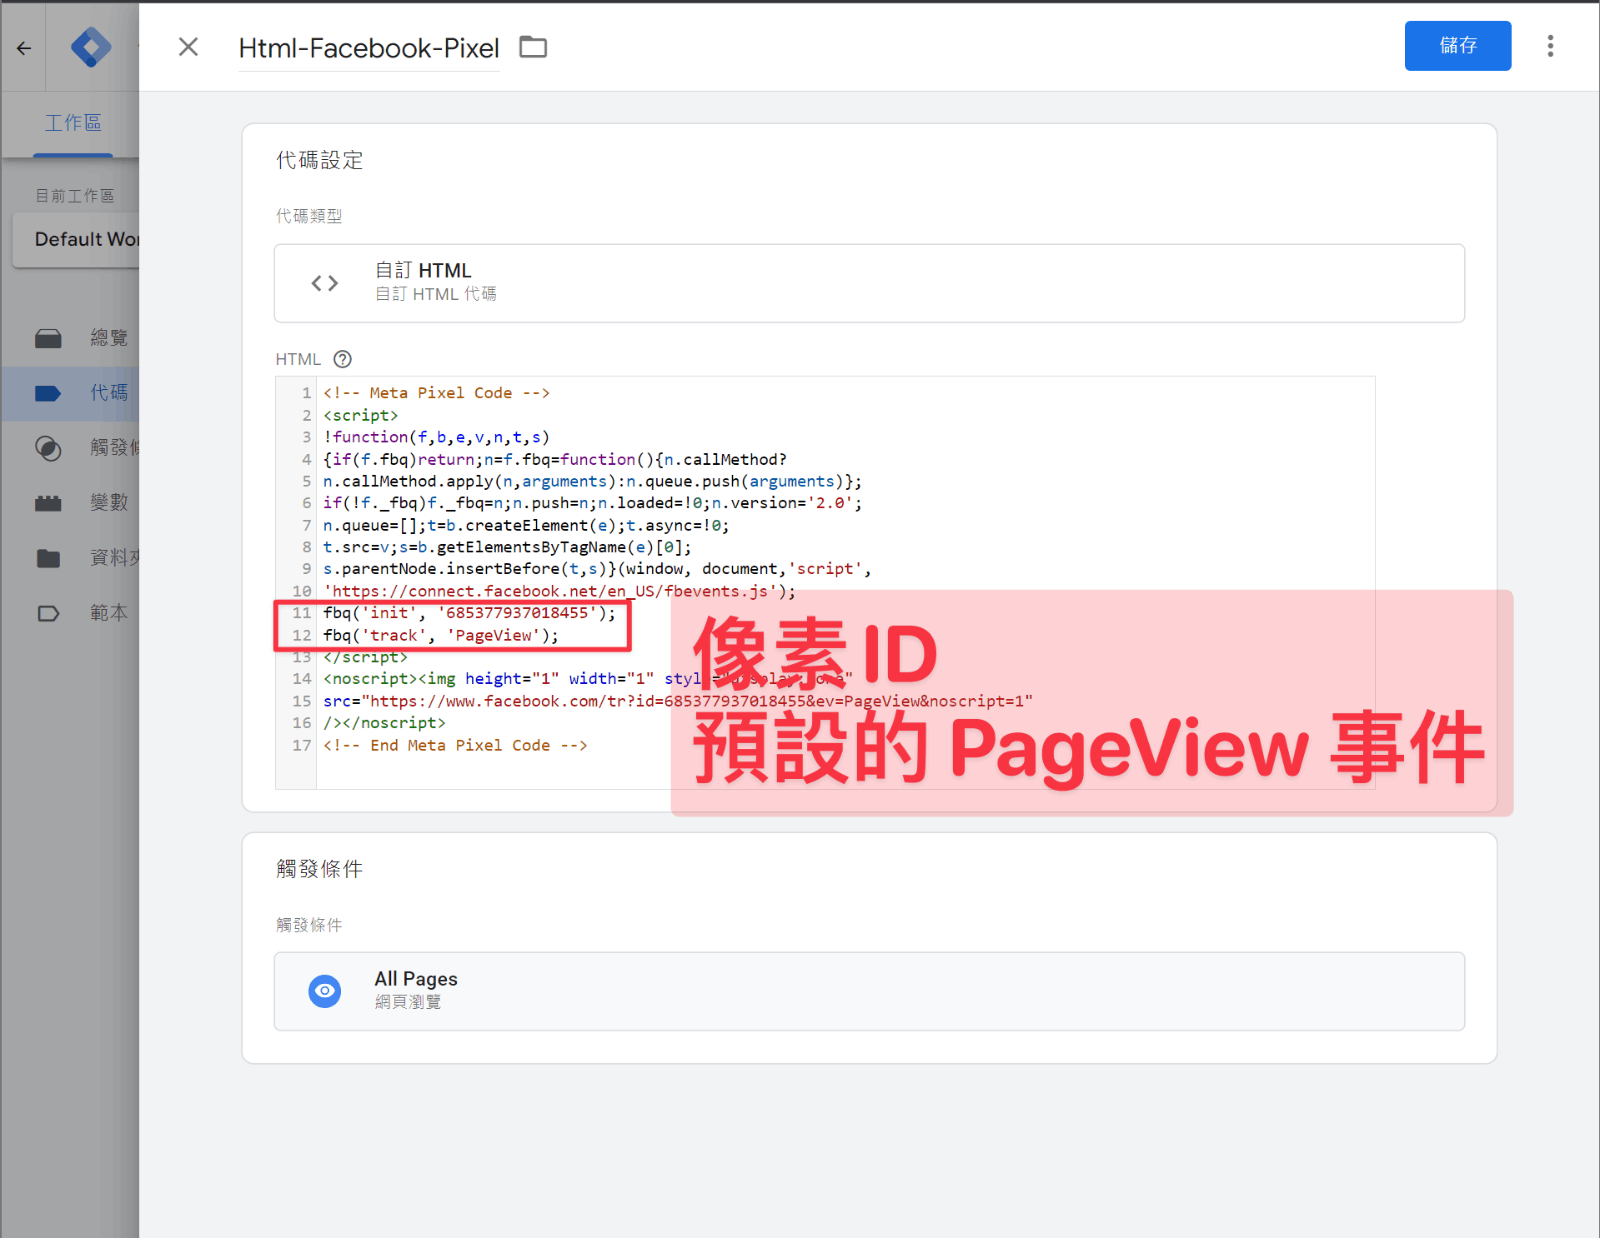 Html-Facebook-Pixel
儲存
工作區
目前工作區
Default Wor
總覽
代碼
觸發條
變數
資料夾
範本
代碼設定
代碼類型
自訂 HTML
自訂 HTML 代碼
HTML
1 <!-- Meta Pixel Code -->
2 <script>
3 !function(f,b,e,v,n,t,s)
4 {if(f.fbq)return;n=f.fbq=function(){n.callMethod?
5 n.callMethod.apply(n,arguments):n.queue.push(arguments)};
6 if(!f._fbq)f._fbq=n;n.push=n;n.loaded=!0;n.version='2.0';
7 n.queue=[];t=b.createElement(e);t.async=!0;
8 t.src=v;s=b.getElementsByTagName(e)[0];
9 s.parentNode.insertBefore(t,s)}(window, document,'script',
10 'https://connect.facebook.net/en_US/fbevents.js');
11 fbq('init', '685377937018455');
12 fbq('track', 'PageView');
13 </script>
14 <noscript><img height="1" width="1" style="display:none"
15 src="https://www.facebook.com/tr?id=685377937018455&ev=PageView&noscript=1"
16 /></noscript>
17 <!-- End Meta Pixel Code -->
像素 ID
預設的 PageView 事件
觸發條件
觸發條件
All Pages
網頁瀏覽